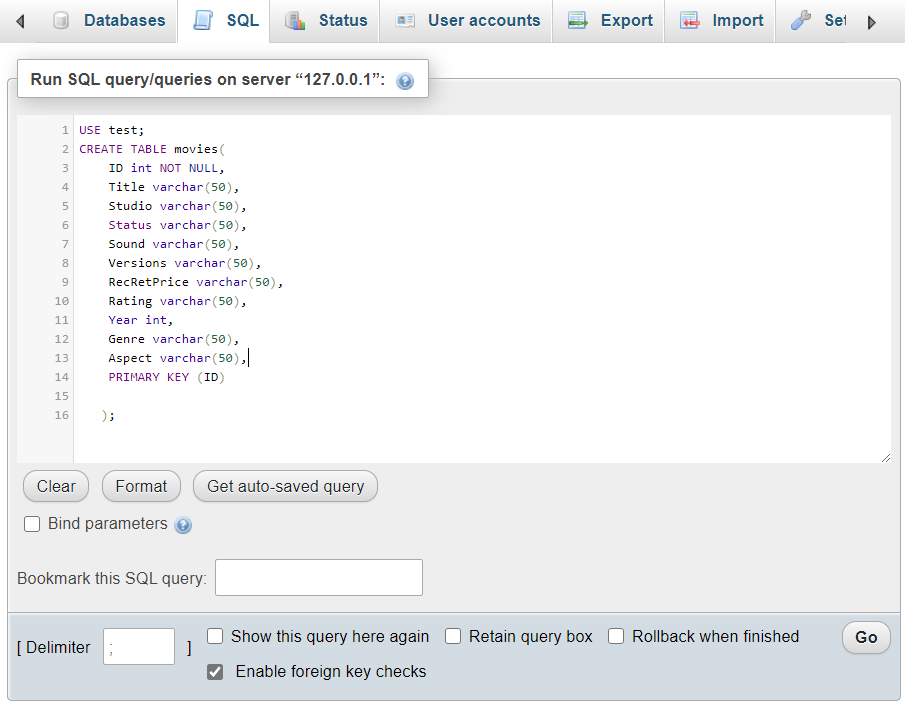 Databases SQL Status User accounts Export Import Set
Run SQL query/queries on server “127.0.0.1”:
1 USE test;
2 CREATE TABLE movies(
3 ID int NOT NULL,
4 Title varchar(50),
5 Studio varchar(50),
6 Status varchar(50),
7 Sound varchar(50),
8 Versions varchar(50),
9 RecRetPrice varchar(50),
10 Rating varchar(50),
11 Year int,
12 Genre varchar(50),
13 Aspect varchar(50),
14 PRIMARY KEY (ID)
15
16 );
Clear Format Get auto-saved query
Bind parameters
Bookmark this SQL query:
[ Delimiter ; ] Show this query here again Retain query box Rollback when finished Go
Enable foreign key checks